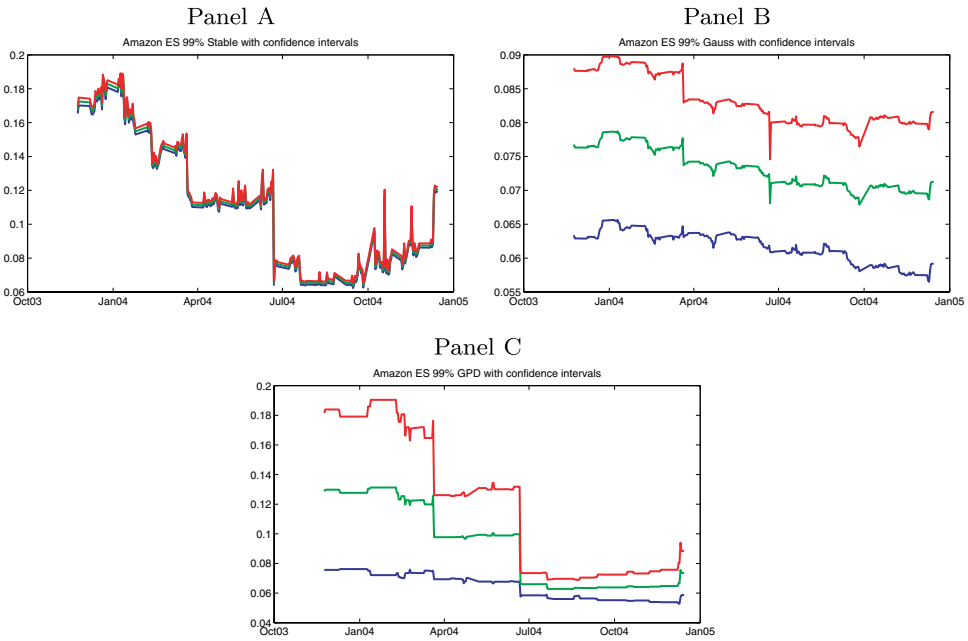 Panel A
Amazon ES 99% Stable with confidence intervals
0.2
0.18
0.16
0.14
0.12
0.1
0.08
0.06
Oct03 Jan04 Apr04 Jul04 Oct04 Jan05
Panel B
Amazon ES 99% Gauss with confidence intervals
0.09
0.085
0.08
0.075
0.07
0.065
0.06
0.055
Oct03 Jan04 Apr04 Jul04 Oct04 Jan05
Panel C
Amazon ES 99% GPD with confidence intervals
0.2
0.18
0.16
0.14
0.12
0.1
0.08
0.06
0.04
Oct03 Jan04 Apr04 Jul04 Oct04 Jan05